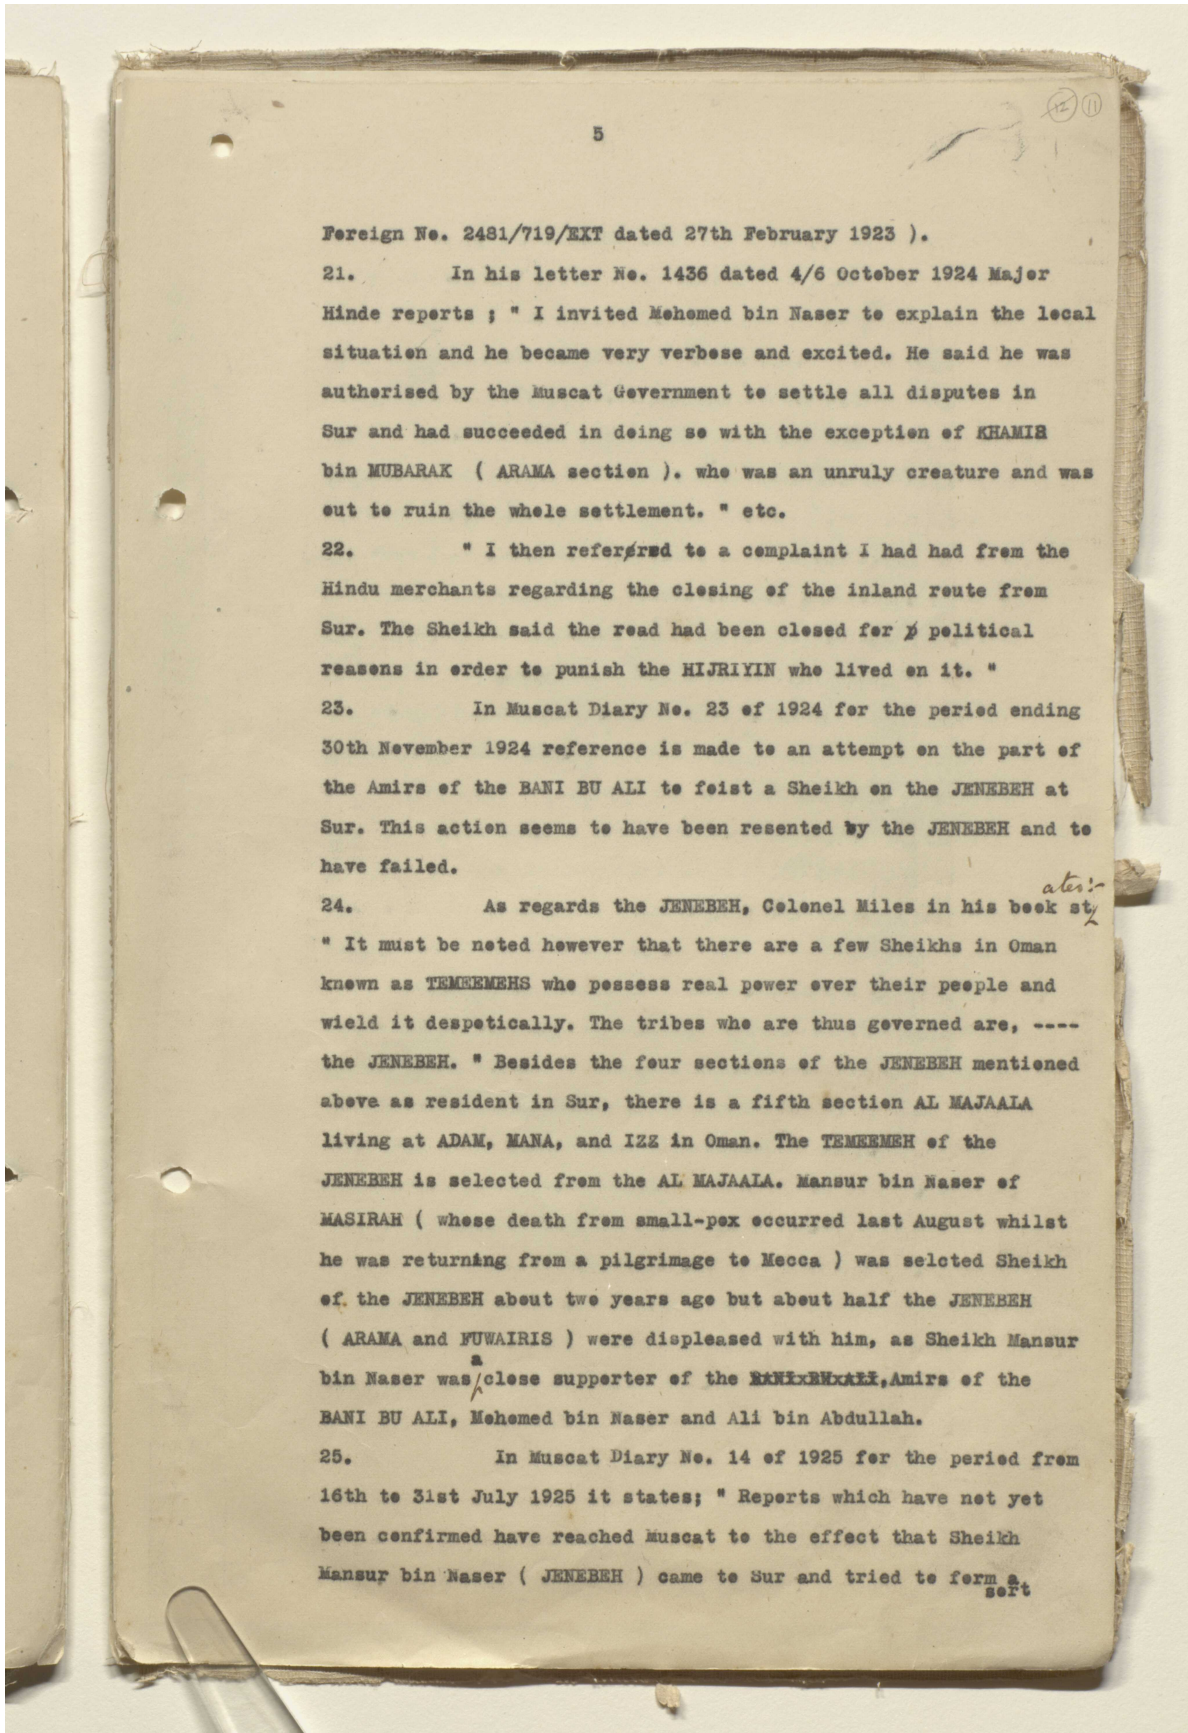 12 11
5
Foreign No. 2481/719/EXT dated 27th February 1923 ).
21. In his letter No. 1436 dated 4/6 October 1924 Major
Hinde reports ; " I invited Mohomed bin Naser to explain the local
situation and he became very verbose and excited. He said he was
authorised by the Muscat Government to settle all disputes in
Sur and had succeeded in doing so with the exception of KHAMIS
bin MUBARAK ( ARAMA section ). who was an unruly creature and was
out to ruin the whole settlement. " etc.
22. " I then referred to a complaint I had had from the
Hindu merchants regarding the closing of the inland route from
Sur. The Sheikh said the road had been closed for political
reasons in order to punish the HIJRIYIN who lived on it. "
23. In Muscat Diary No. 23 of 1924 for the period ending
30th November 1924 reference is made to an attempt on the part of
the Amirs of the BANI BU ALI to foist a Sheikh on the JENEBEH at
Sur. This action seems to have been resented by the JENEBEH and to
have failed.
24. As regards the JENEBEH, Colonel Miles in his book states:-
" It must be noted however that there are a few Sheikhs in Oman
known as TEMEEMEHS who possess real power over their people and
wield it despotically. The tribes who are thus governed are, ----
the JENEBEH. " Besides the four sections of the JENEBEH mentioned
above as resident in Sur, there is a fifth section AL MAJAALA
living at ADAM, MANA, and IZZ in Oman. The TEMEEMEH of the
JENEBEH is selected from the AL MAJAALA. Mansur bin Naser of
MASIRAH ( whose death from small-pox occurred last August whilst
he was returning from a pilgrimage to Mecca ) was selcted Sheikh
of. the JENEBEH about two years ago but about half the JENEBEH
( ARAMA and FUWAIRIS ) were displeased with him, as Sheikh Mansur
bin Naser was a close supporter of the BANI BU ALI, Amirs of the
BANI BU ALI, Mohomed bin Naser and Ali bin Abdullah.
25. In Muscat Diary No. 14 of 1925 for the period from
16th to 31st July 1925 it states; " Reports which have not yet
been confirmed have reached Muscat to the effect that Sheikh
Mansur bin Naser ( JENEBEH ) came to Sur and tried to form a
sort